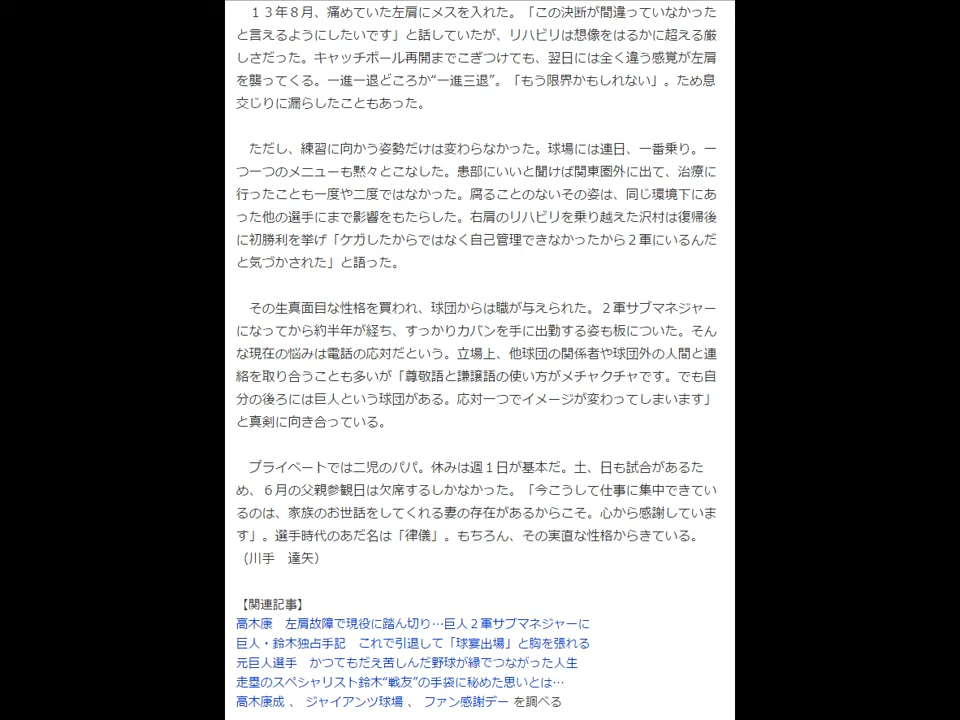 １３年８月、痛めていた左肩にメスを入れた。「この決断が間違っていなかった
と言えるようにしたいです」と話していたが、リハビリは想像をはるかに超える厳
しさだった。キャッチボール再開までこぎつけても、翌日には全く違う感覚が左肩
を襲ってくる。一進一退どころか“一進三退”。「もう限界かもしれない」。ため息
交じりに漏らしたこともあった。
ただし、練習に向かう姿勢だけは変わらなかった。球場には連日、一番乗り。一
つ一つのメニューも黙々とこなした。患部にいいと聞けば関東圏外に出て、治療に
行ったことも一度や二度ではなかった。腐ることのないその姿は、同じ環境下にあ
った他の選手にまで影響をもたらした。右肩のリハビリを乗り越えた沢村は復帰後
に初勝利を挙げ「ケガしたからではなく自己管理できなかったから２軍にいるんだ
と気づかされた」と語った。
その生真面目な性格を買われ、球団からは職が与えられた。２軍サブマネジャー
になってから約半年が経ち、すっかりカバンを手に出勤する姿も板についた。そん
な現在の悩みは電話の応対だという。立場上、他球団の関係者や球団外の人間と連
絡を取り合うことも多いが「尊敬語と謙譲語の使い方がメチャクチャです。でも自
分の後ろには巨人という球団がある。応対一つでイメージが変わってしまいます」
と真剣に向き合っている。
プライベートでは二児のパパ。休みは週１日が基本だ。土、日も試合があるた
め、６月の父親参観日は欠席するしかなかった。「今こうして仕事に集中できてい
るのは、家族のお世話をしてくれる妻の存在があるからこそ。心から感謝していま
す」。選手時代のあだ名は「律儀」。もちろん、その実直な性格からきている。
（川手　達矢）
【関連記事】
高木康　左肩故障で現役に踏ん切り…巨人２軍サブマネジャーに
巨人・鈴木独占手記　これで引退して「球宴出場」と胸を張れる
元巨人選手　かつてもだえ苦しんだ野球が縁でつながった人生
走塁のスペシャリスト鈴木“戦友”の手袋に秘めた思いとは…
高木康成 、 ジャイアンツ球場 、 ファン感謝デー を調べる